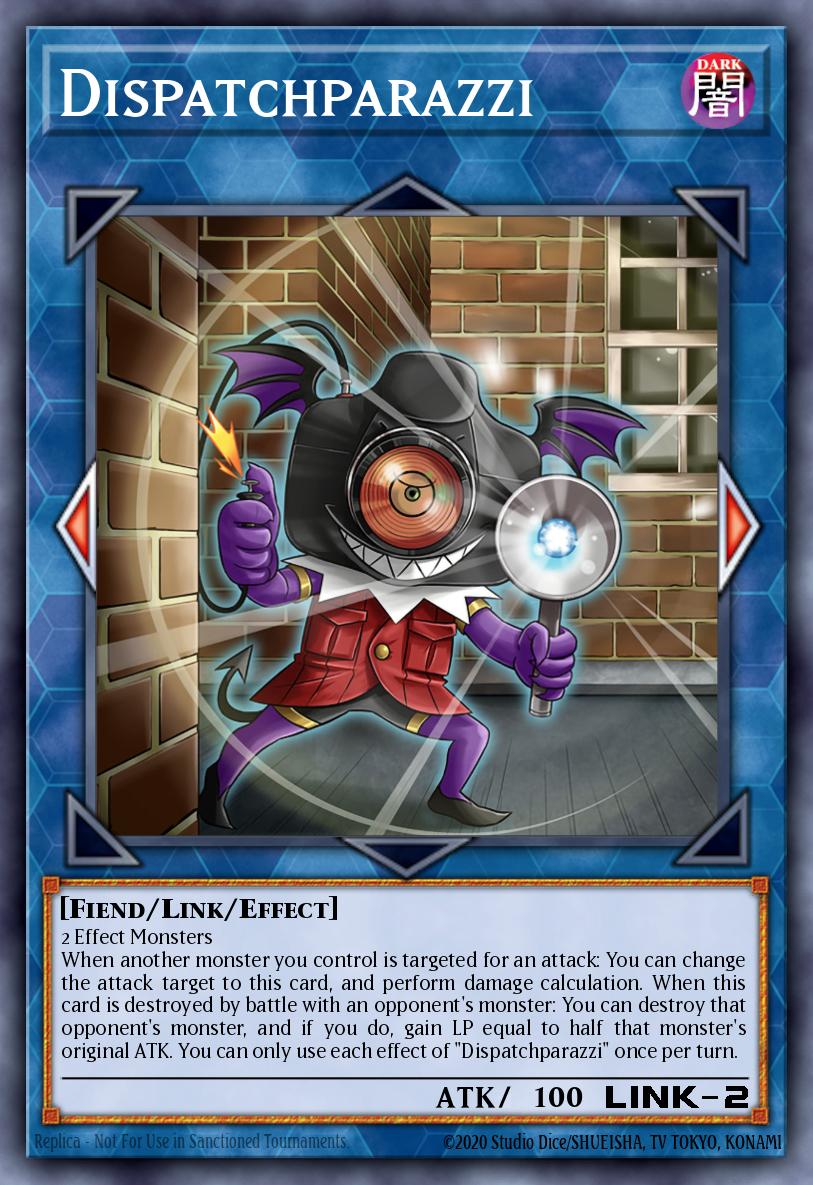 Dispatchparazzi
DARK
闇
[Fiend/Link/Effect]
2 Effect Monsters
When another monster you control is targeted for an attack: You can change
the attack target to this card, and perform damage calculation. When this
card is destroyed by battle with an opponent's monster: You can destroy that
opponent's monster, and if you do, gain LP equal to half that monster's
original ATK. You can only use each effect of "Dispatchparazzi" once per turn.
ATK/ 100 LINK-2
Replica - Not For Use in Sanctioned Tournaments.
©2020 Studio Dice/SHUEISHA, TV TOKYO, KONAMI